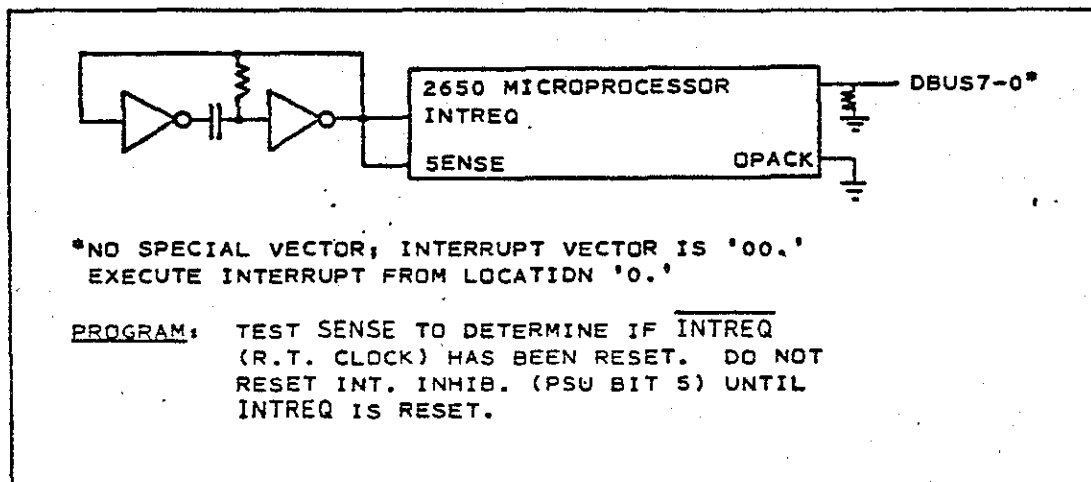 2650 MICROPROCESSOR
DBUS7-0*
INTREQ
SENSE
OPACK
*NO SPECIAL VECTOR; INTERRUPT VECTOR IS '00.'
EXECUTE INTERRUPT FROM LOCATION '0.'
PROGRAM: TEST SENSE TO DETERMINE IF INTREQ
(R.T. CLOCK) HAS BEEN RESET. DO NOT
RESET INT. INHIB. (PSU BIT 5) UNTIL
INTREQ IS RESET.